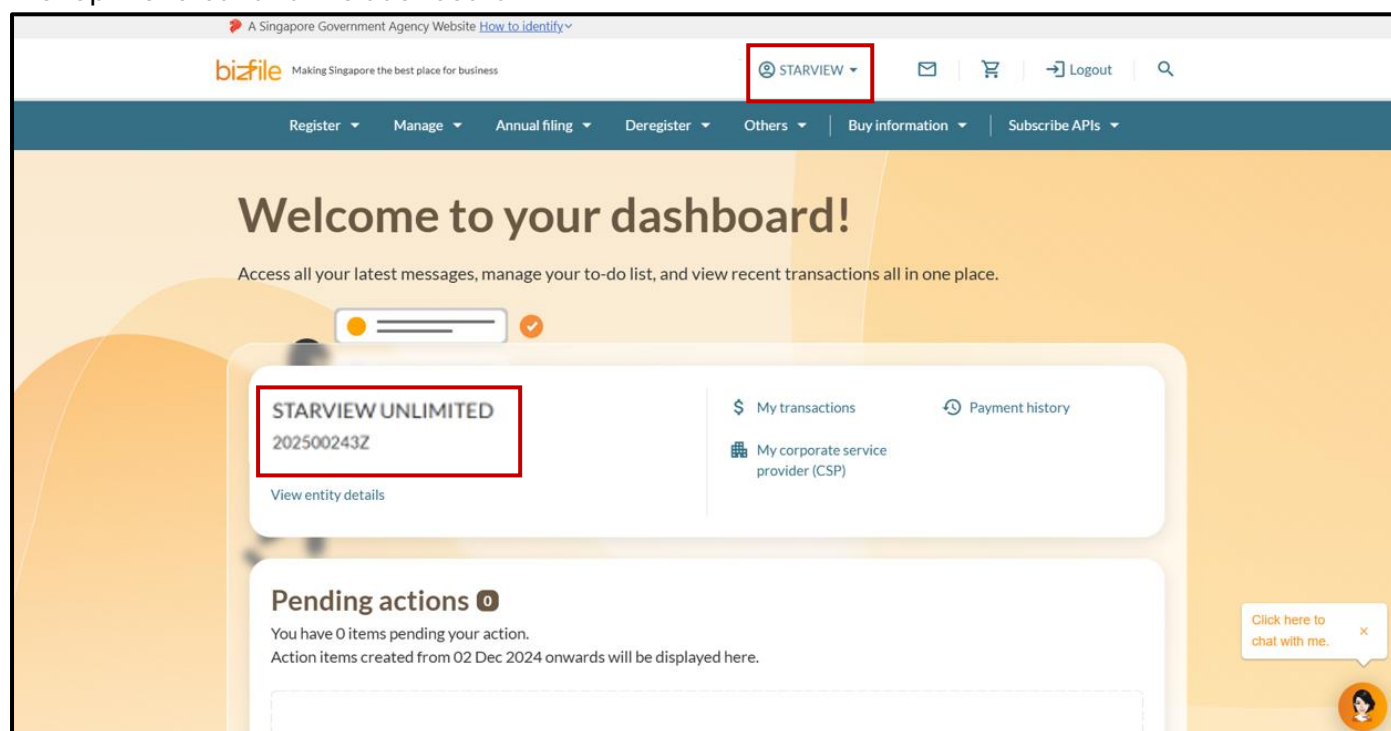 A Singapore Government Agency Website How to identify
bizfile Making Singapore the best place for business
STARVIEW
Logout
Register Manage Annual filing Deregister Others Buy information Subscribe APIs
Welcome to your dashboard!
Access all your latest messages, manage your to-do list, and view recent transactions all in one place.
STARVIEW UNLIMITED
202500243Z
View entity details
$ My transactions
Payment history
My corporate service
provider (CSP)
Pending actions 0
You have 0 items pending your action.
Action items created from 02 Dec 2024 onwards will be displayed here.
Click here to
chat with me.
×